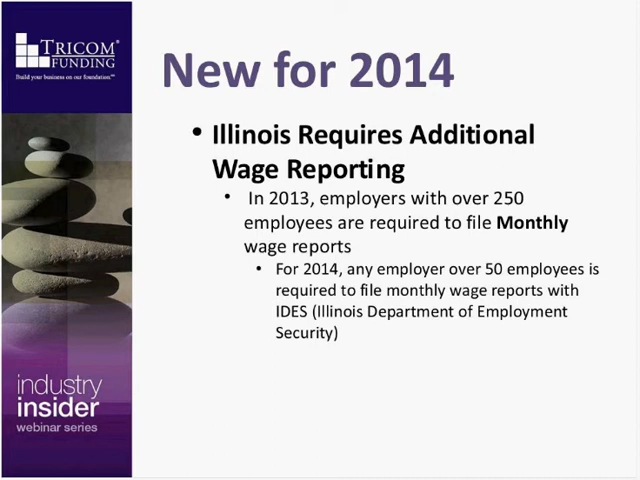 TRICOM®
FUNDING
Build your business on our foundation.℠
New for 2014
• Illinois Requires Additional
Wage Reporting
• In 2013, employers with over 250
employees are required to file Monthly
wage reports
• For 2014, any employer over 50 employees is
required to file monthly wage reports with
IDES (Illinois Department of Employment
Security)
industry
insider
webinar series